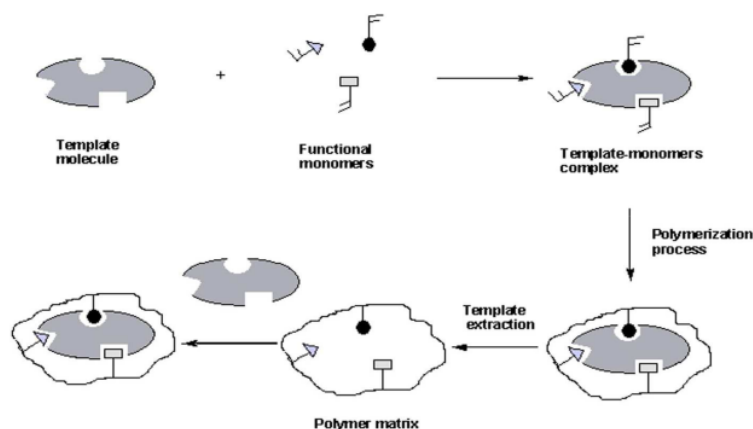 +
Template
molecule
Functional
monomers
Template-monomers
complex
Polymerization
process
Template
extraction
Polymer matrix